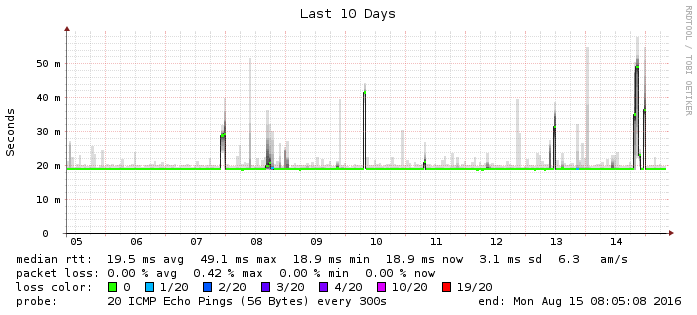 Last 10 Days
RRDTOOL / TOBI OETIKER
Seconds
50 m
40 m
30 m
20 m
10 m
0
05 06 07 08 09 10 11 12 13 14
median rtt: 19.5 ms avg 49.1 ms max 18.9 ms min 18.9 ms now 3.1 ms sd 6.3 am/s
packet loss: 0.00 % avg 0.42 % max 0.00 % min 0.00 % now
loss color: 0 1/20 2/20 3/20 4/20 10/20 19/20
probe: 20 ICMP Echo Pings (56 Bytes) every 300s end: Mon Aug 15 08:05:08 2016